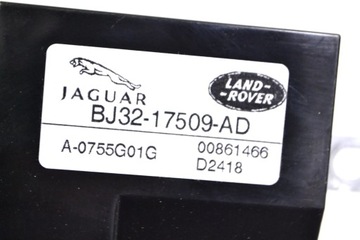 JAGUAR
LAND-
-ROVER
BJ32-17509-AD
A-0755G01G 00861466
D2418